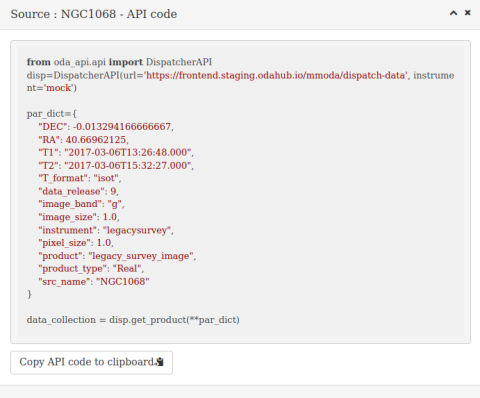 Source : NGC1068 - API code
from oda_api.api import DispatcherAPI
disp=DispatcherAPI(url='https://frontend.staging.odahub.io/mmoda/dispatch-data', instrume
nt='mock')
par_dict={
"DEC": -0.013294166666667,
"RA": 40.66962125,
"T1": "2017-03-06T13:26:48.000",
"T2": "2017-03-06T15:32:27.000",
"T_format": "isot",
"data_release": 9,
"image_band": "g",
"image_size": 1.0,
"instrument": "legacysurvey",
"pixel_size": 1.0,
"product": "legacy_survey_image",
"product_type": "Real",
"src_name": "NGC1068"
}
data_collection = disp.get_product(**par_dict)
Copy API code to clipboard